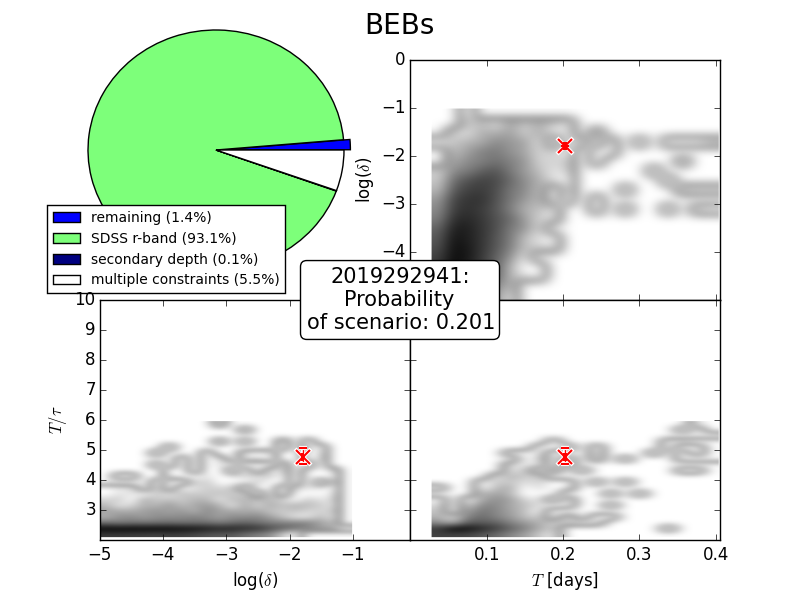 BEBs
remaining (1.4%)
SDSS r-band (93.1%)
secondary depth (0.1%)
multiple constraints (5.5%)
0
−1
−2
−3
−4
log(δ)
2019292941:
Probability
of scenario: 0.201
10
9
8
7
6
5
4
3
T/τ
−5 −4 −3 −2 −1
log(δ)
0.1 0.2 0.3 0.4
T [days]